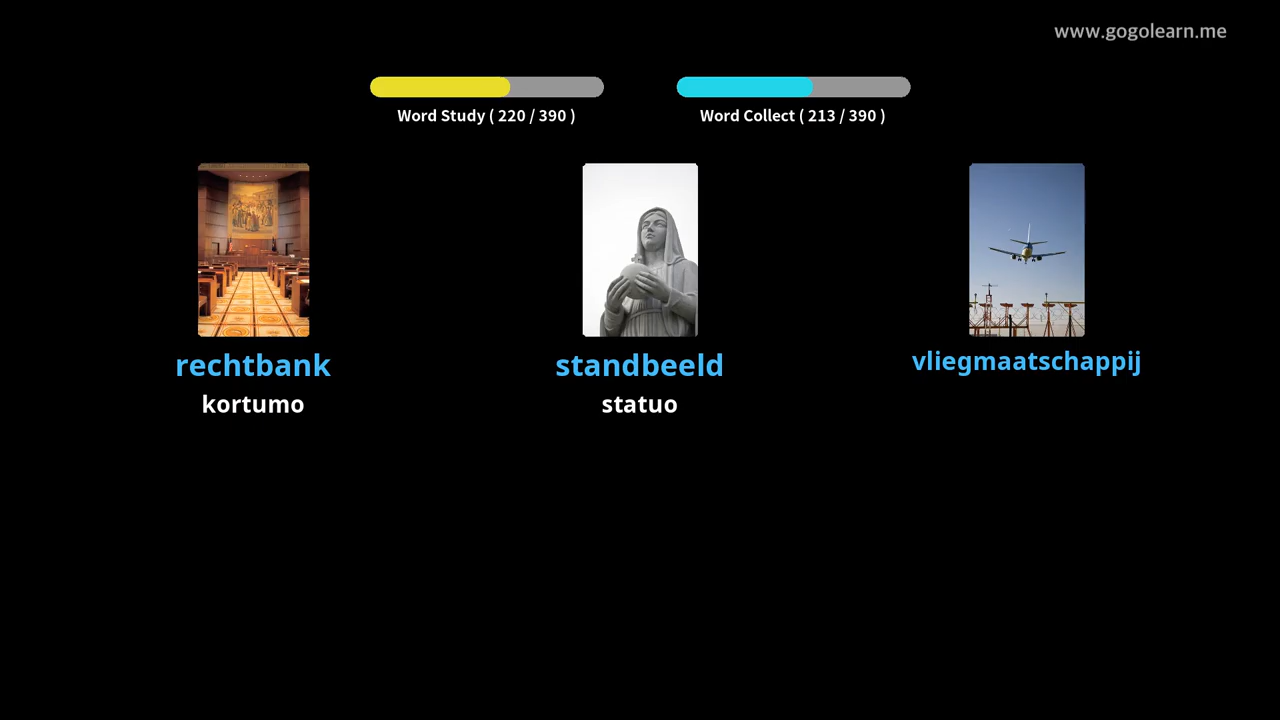 www.gogolearn.me
Word Study ( 220 / 390 )
Word Collect ( 213 / 390 )
rechtbank
kortumo
standbeeld
statuo
vliegmaatschappij